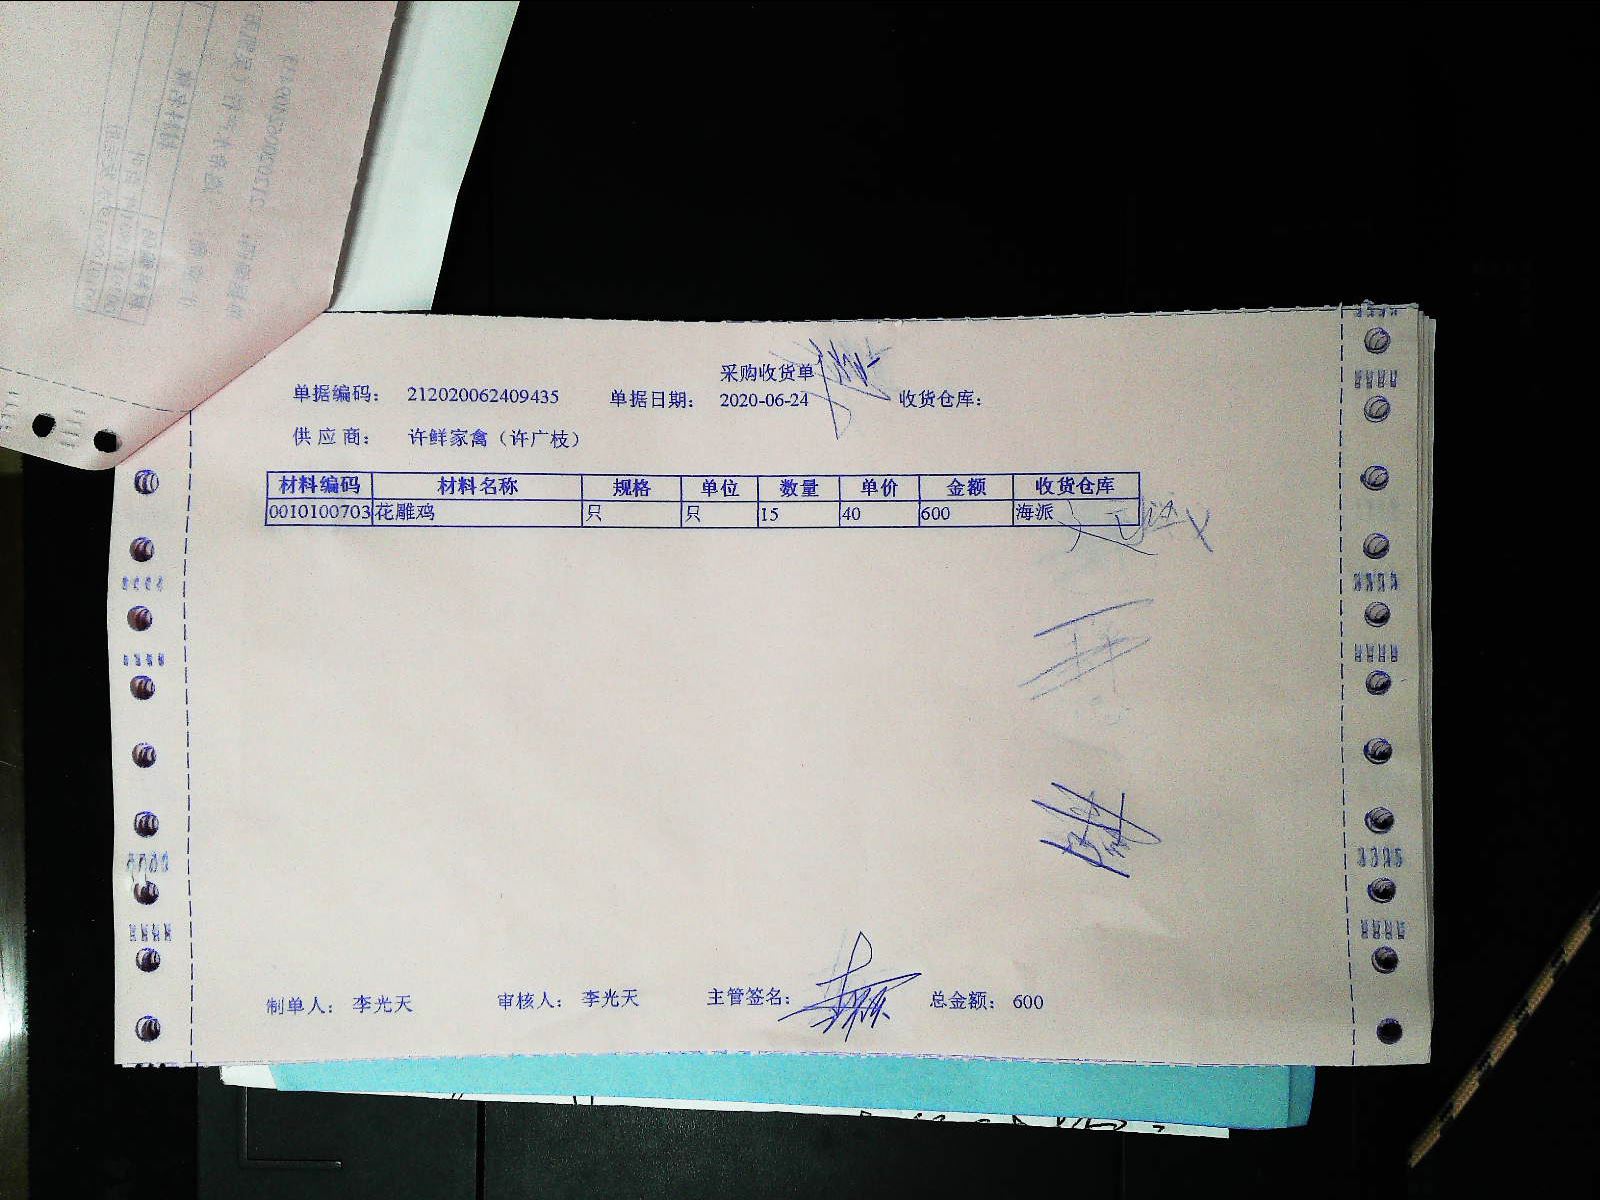 采购收货单
单据编码： 212020062409435 单据日期： 2020-06-24 收货仓库：
供应商： 许鲜家禽（许广枝）
材料编码 材料名称 规格 单位 数量 单价 金额 收货仓库
0010100703 花雕鸡 只 只 15 40 600 海派
制单人： 李光天 审核人： 李光天 主管签名： 总金额： 600